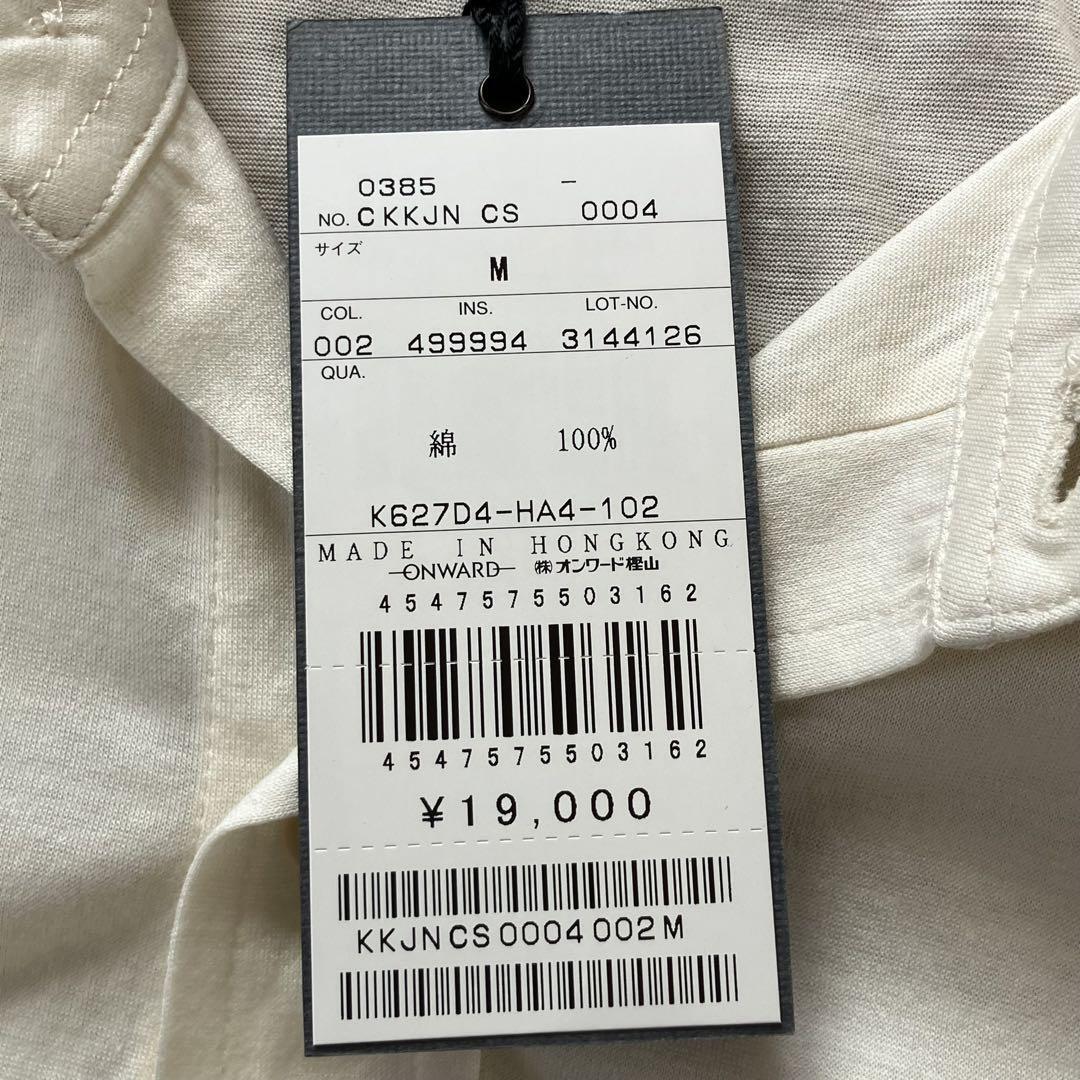 0385 -
NO. CKKJN CS 0004
サイズ
M
COL. INS. LOT-NO.
002 499994 3144126
QUA.
綿 100%
K627D4-HA4-102
MADE IN HONGKONG
ONWARD ㈱オンワード樫山
4547575503162
4547575503162
¥19,000
KKJNCS0004002M